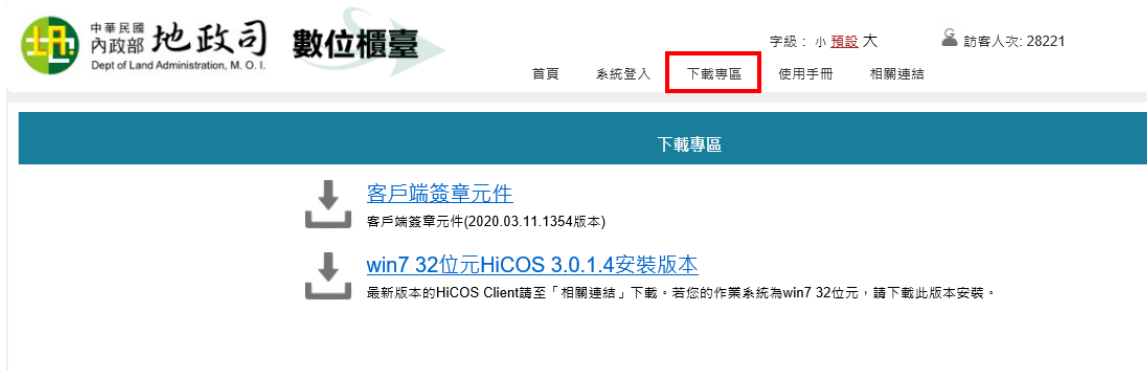 中華民國
內政部 地政司 數位櫃臺
Dept of Land Administration, M. O. I.
字級： 小 預設 大 訪客人次: 28221
首頁 系統登入 下載專區 使用手冊 相關連結
下載專區
客戶端簽章元件
客戶端簽章元件(2020.03.11.1354版本)
win7 32位元HiCOS 3.0.1.4安裝版本
最新版本的HiCOS Client請至「相關連結」下載。若您的作業系統為win7 32位元，請下載此版本安裝。